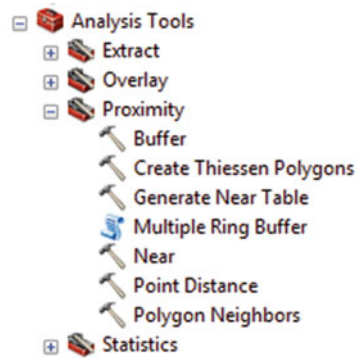 Analysis Tools
Extract
Overlay
Proximity
Buffer
Create Thiessen Polygons
Generate Near Table
Multiple Ring Buffer
Near
Point Distance
Polygon Neighbors
Statistics